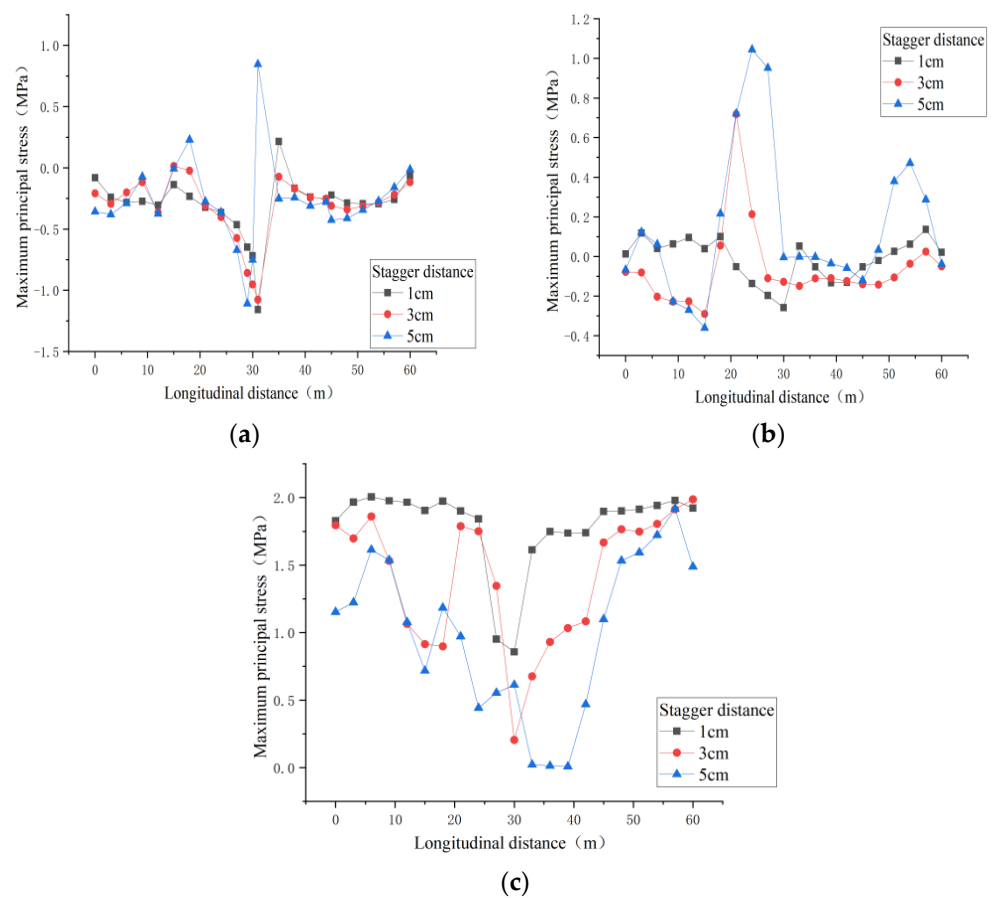 1.0
0.5
0.0
-0.5
-1.0
-1.5
Maximum principal stress (MPa)
0 10 20 30 40 50 60
Longitudinal distance (m)
Stagger distance
1cm
3cm
5cm
(a)
1.2
1.0
0.8
0.6
0.4
0.2
0.0
-0.2
-0.4
Maximum principal stress (MPa)
0 10 20 30 40 50 60
Longitudinal distance (m)
Stagger distance
1cm
3cm
5cm
(b)
2.0
1.5
1.0
0.5
0.0
Maximum principal stress (MPa)
0 10 20 30 40 50 60
Longitudinal distance (m)
Stagger distance
1cm
3cm
5cm
(c)